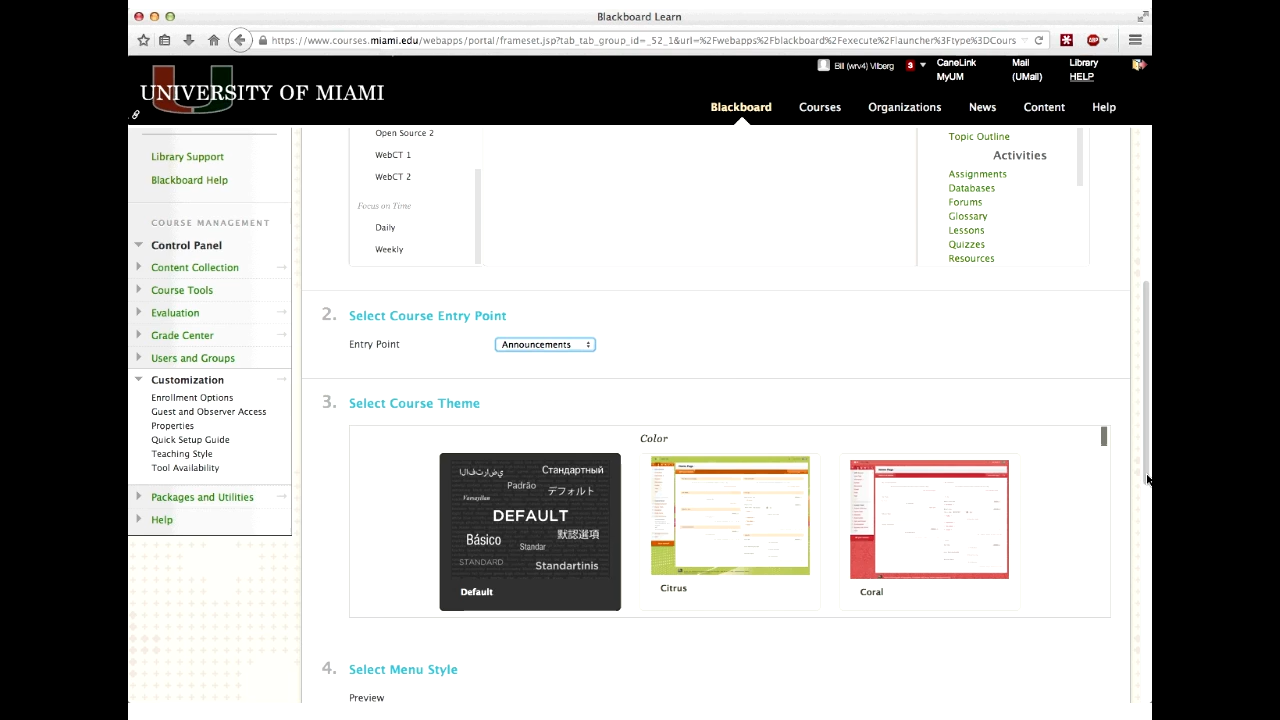 Blackboard Learn
https://www.courses.miami.edu/webapps/portal/frameset.jsp?tab_tab_group_id=_52_1&url=%2Fwebapps%2Fblackboard%2Fexecute%2Flauncher%3Ftype%3DCours
UNIVERSITY OF MIAMI
Bill (wrv4) Vilberg 3
CaneLink
MyUM
Mail
(UMail)
Library
HELP
Blackboard Courses Organizations News Content Help
Library Support
Blackboard Help
COURSE MANAGEMENT
Control Panel
Content Collection
Course Tools
Evaluation
Grade Center
Users and Groups
Customization
Enrollment Options
Guest and Observer Access
Properties
Quick Setup Guide
Teaching Style
Tool Availability
Packages and Utilities
Help
Open Source 2
WebCT 1
WebCT 2
Focus on Time
Daily
Weekly
Topic Outline
Activities
Assignments
Databases
Forums
Glossary
Lessons
Quizzes
Resources
2. Select Course Entry Point
Entry Point Announcements
3. Select Course Theme
Color
Стандартный
Padrão
デフォルト
DEFAULT
Básico
默認選項
Standar
STANDARD
Standartinis
Default
Citrus
Coral
4. Select Menu Style
Preview